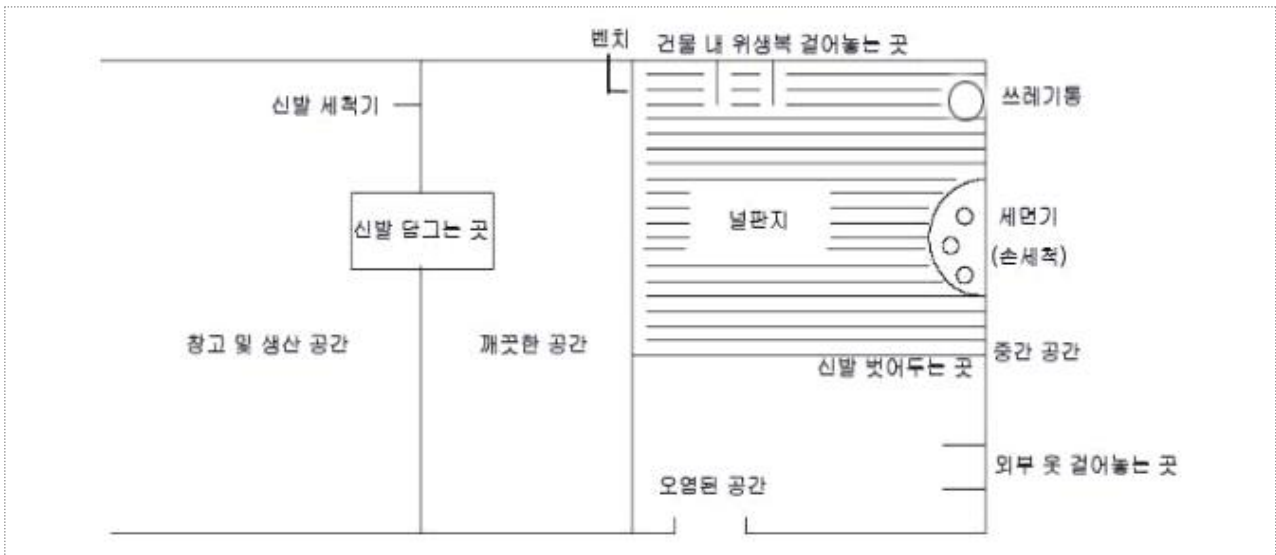 벤치
건물 내 위생복 걸어놓는 곳
신발 세척기
쓰레기통
신발 담그는 곳
널판지
세면기
(손세척)
창고 및 생산 공간
깨끗한 공간
중간 공간
신발 벗어두는 곳
외부 옷 걸어놓는 곳
오염된 공간